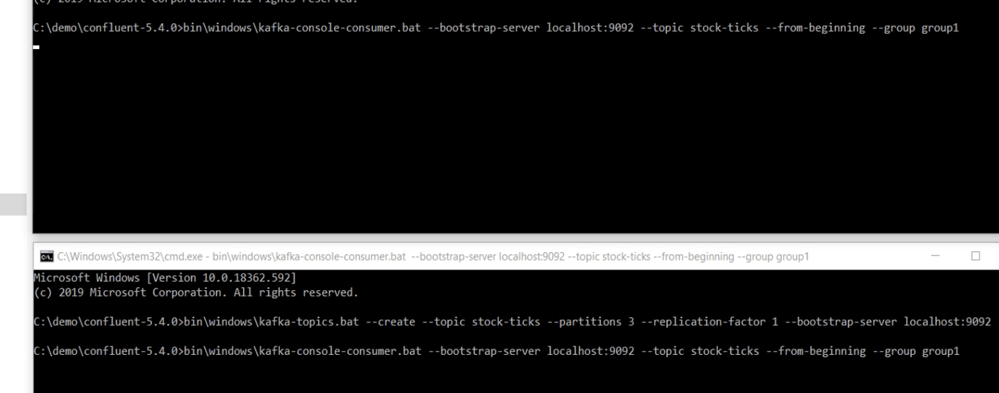 (c) 2019 Microsoft Corporation. All rights reserved.
C:\demo\confluent-5.4.0>bin\windows\kafka-console-consumer.bat --bootstrap-server localhost:9092 --topic stock-ticks --from-beginning --group group1
C:\Windows\System32\cmd.exe - bin\windows\kafka-console-consumer.bat  --bootstrap-server localhost:9092 --topic stock-ticks --from-beginning --group group1
Microsoft Windows [Version 10.0.18362.592]
(c) 2019 Microsoft Corporation. All rights reserved.
C:\demo\confluent-5.4.0>bin\windows\kafka-topics.bat --create --topic stock-ticks --partitions 3 --replication-factor 1 --bootstrap-server localhost:9092
C:\demo\confluent-5.4.0>bin\windows\kafka-console-consumer.bat --bootstrap-server localhost:9092 --topic stock-ticks --from-beginning --group group1